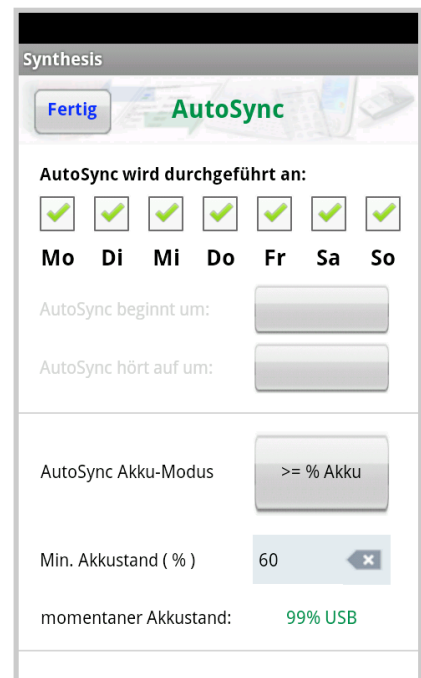 Synthesis
Fertig AutoSync
AutoSync wird durchgeführt an:
Mo Di Mi Do Fr Sa So
AutoSync beginnt um:
AutoSync hört auf um:
AutoSync Akku-Modus >= % Akku
Min. Akkustand ( % ) 60
momentaner Akkustand: 99% USB